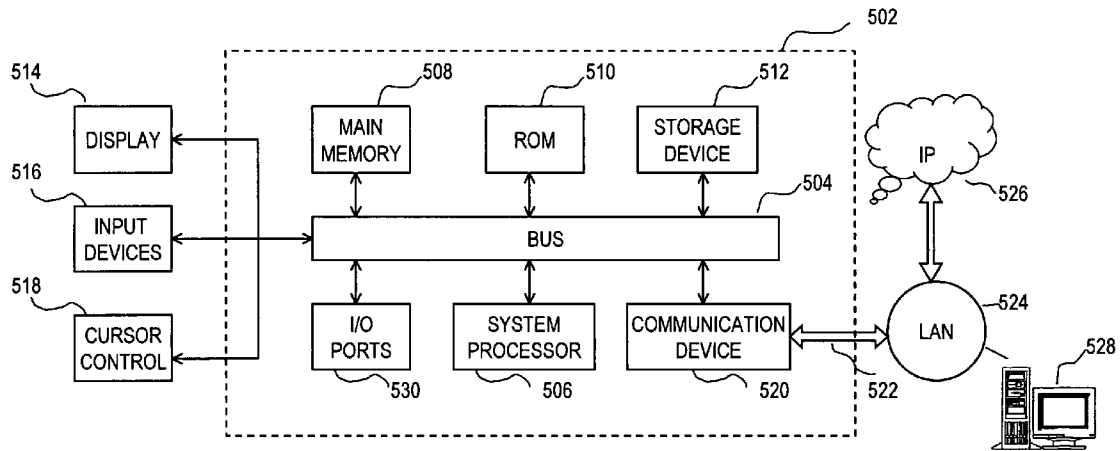 502
514
508
510
512
DISPLAY
MAIN
MEMORY
ROM
STORAGE
DEVICE
IP
516
504
526
INPUT
DEVICES
BUS
518
524
CURSOR
CONTROL
I/O
PORTS
SYSTEM
PROCESSOR
COMMUNICATION
DEVICE
LAN
530
506
520
522
528